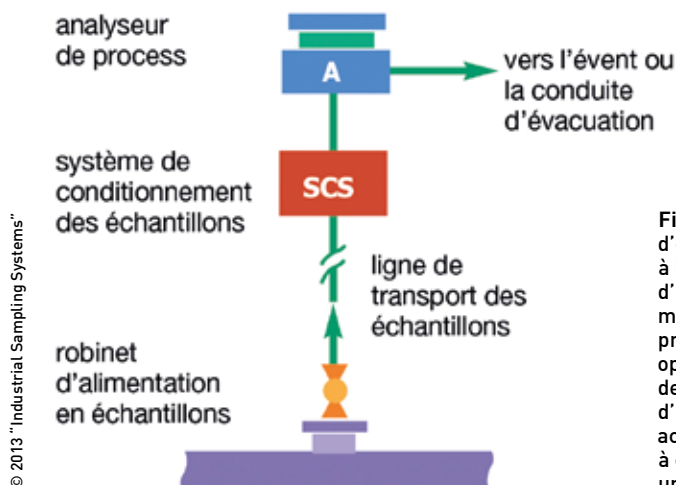 analyseur
de process
A
vers l'évent ou
la conduite
d'évacuation
système de
conditionnement
des échantillons
SCS
ligne de
transport des
échantillons
robinet
d'alimentation
en échantillons
© 2013 "Industrial Sampling Systems"